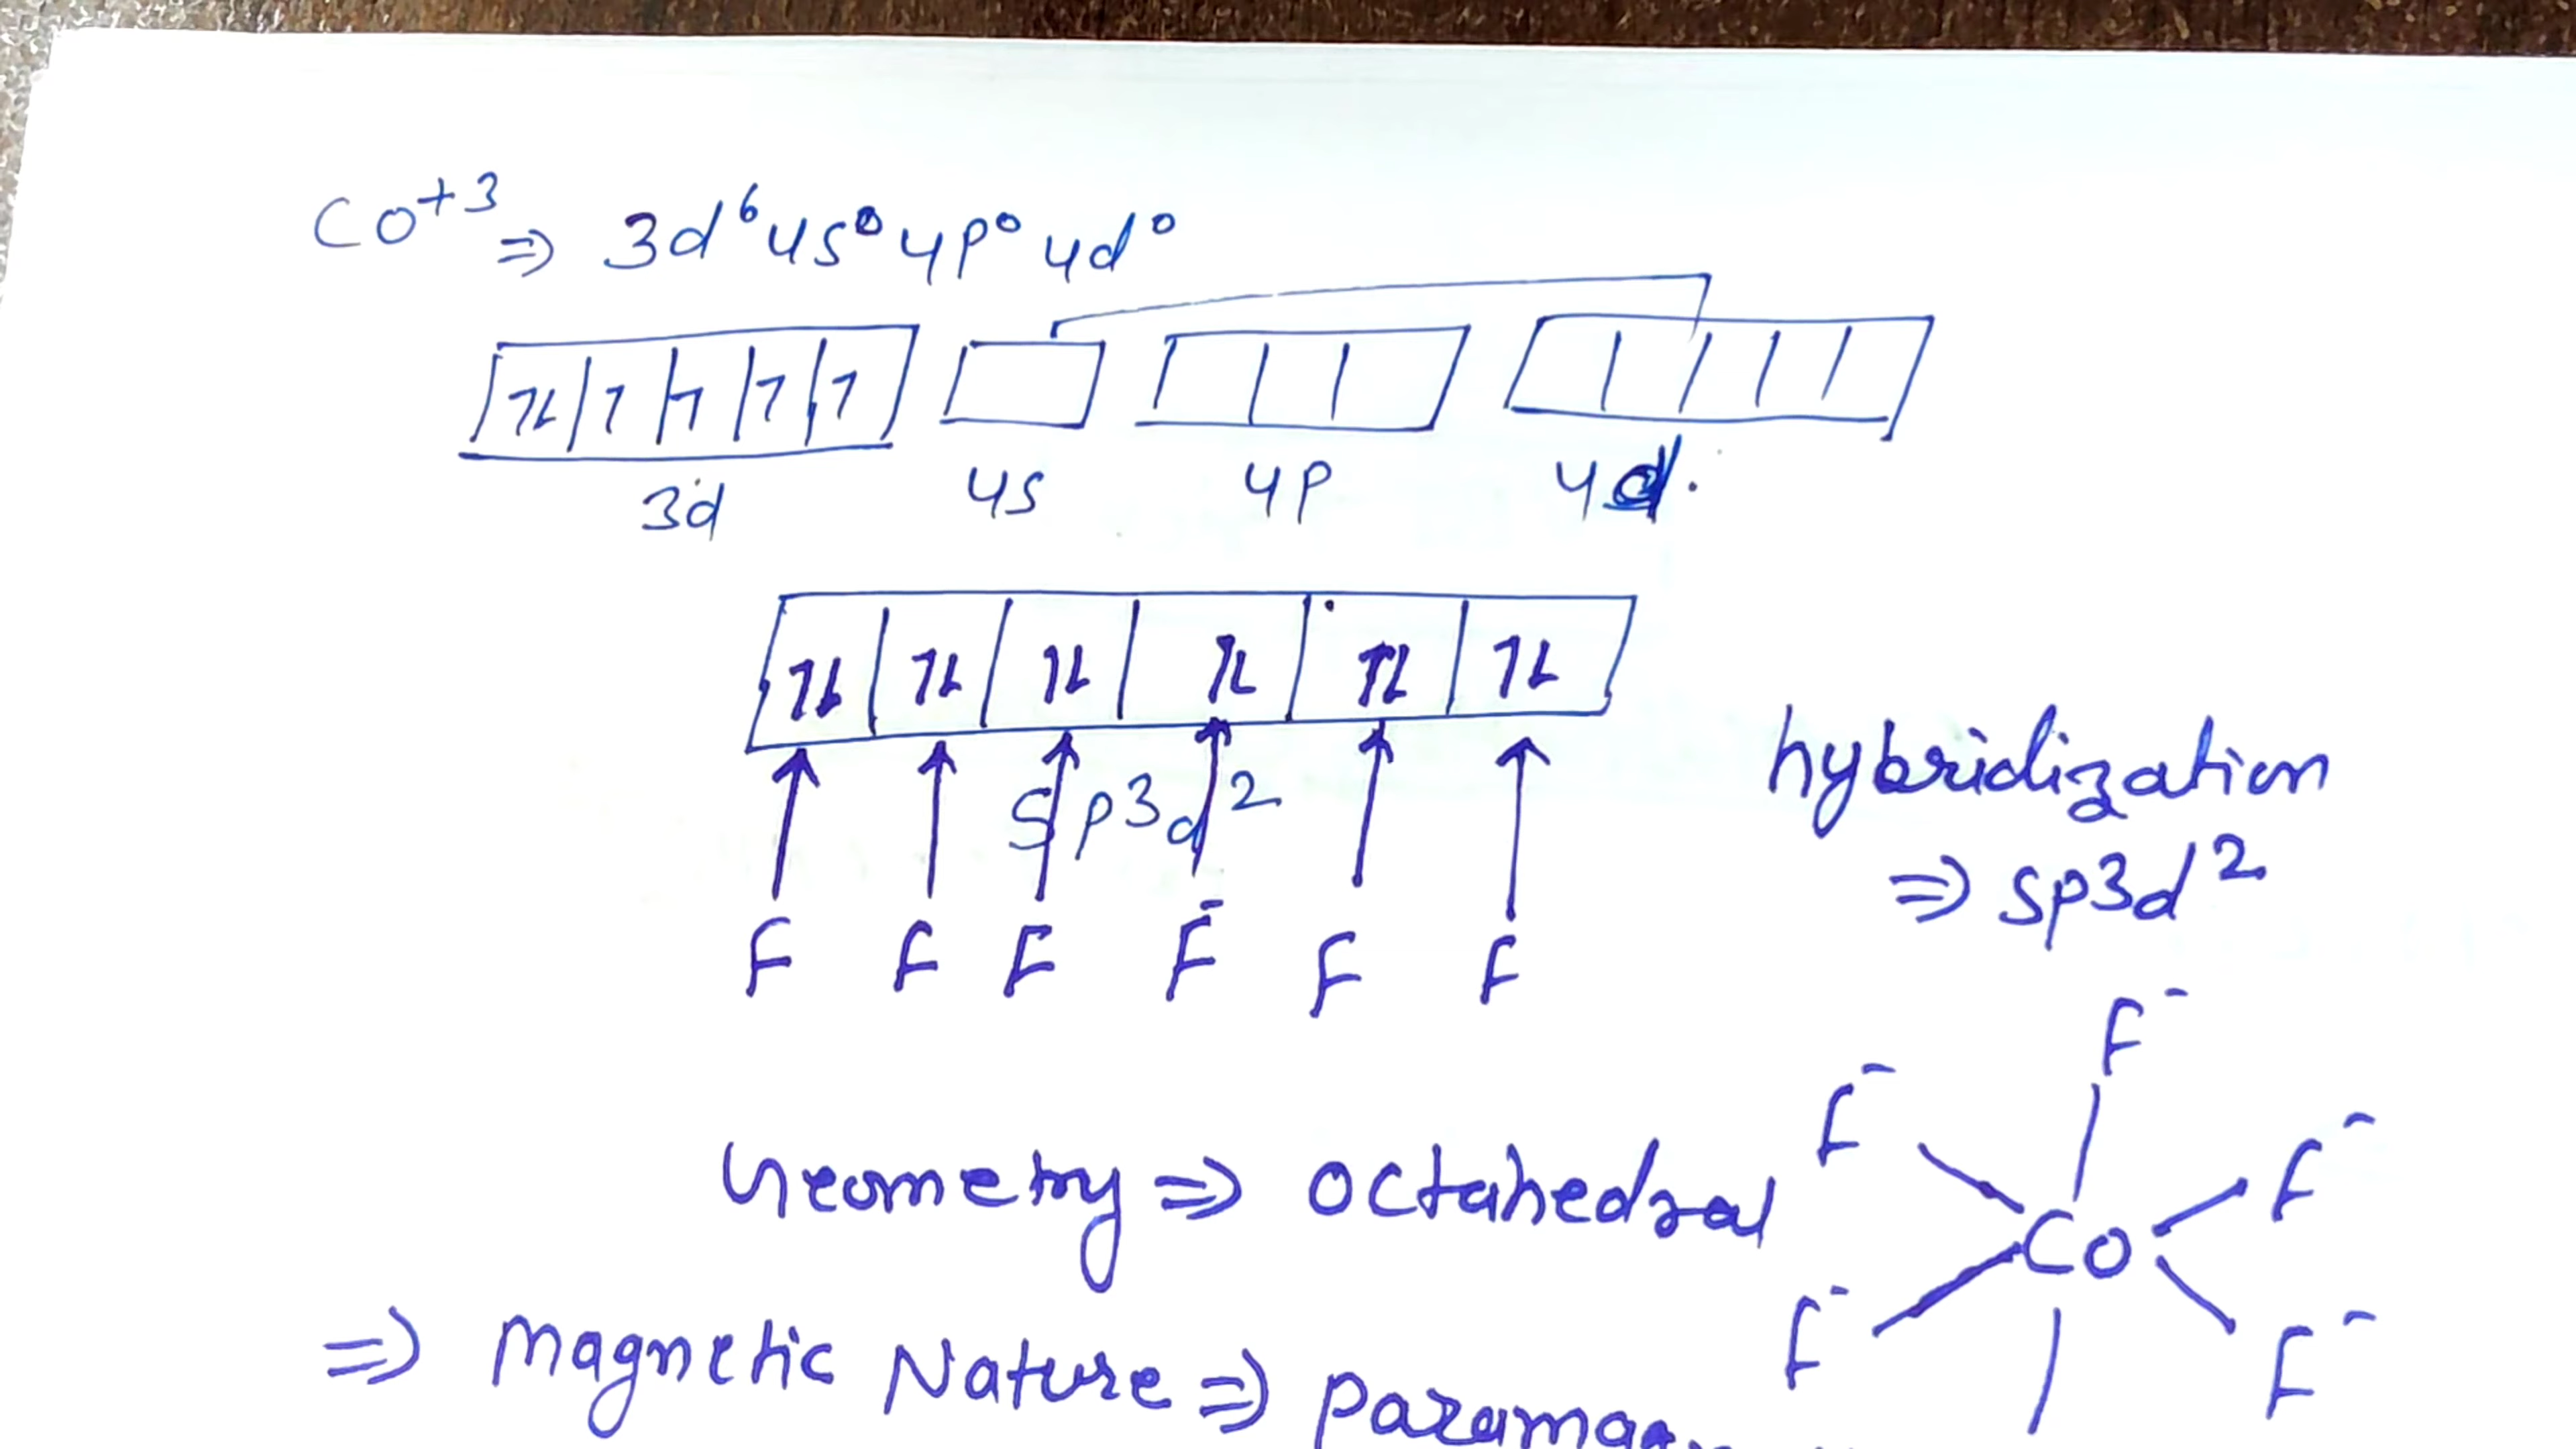 Co⁺³ ⇒ 3d⁶ 4s⁰ 4p⁰ 4d⁰
3d 4s 4p 4d
sp3d²
hybridization
⇒ sp3d²
F F F F⁻ F F
F⁻
F⁻ F⁻
Geometry ⇒ octahedral
Co
F⁻ F⁻
⇒ Magnetic Nature ⇒